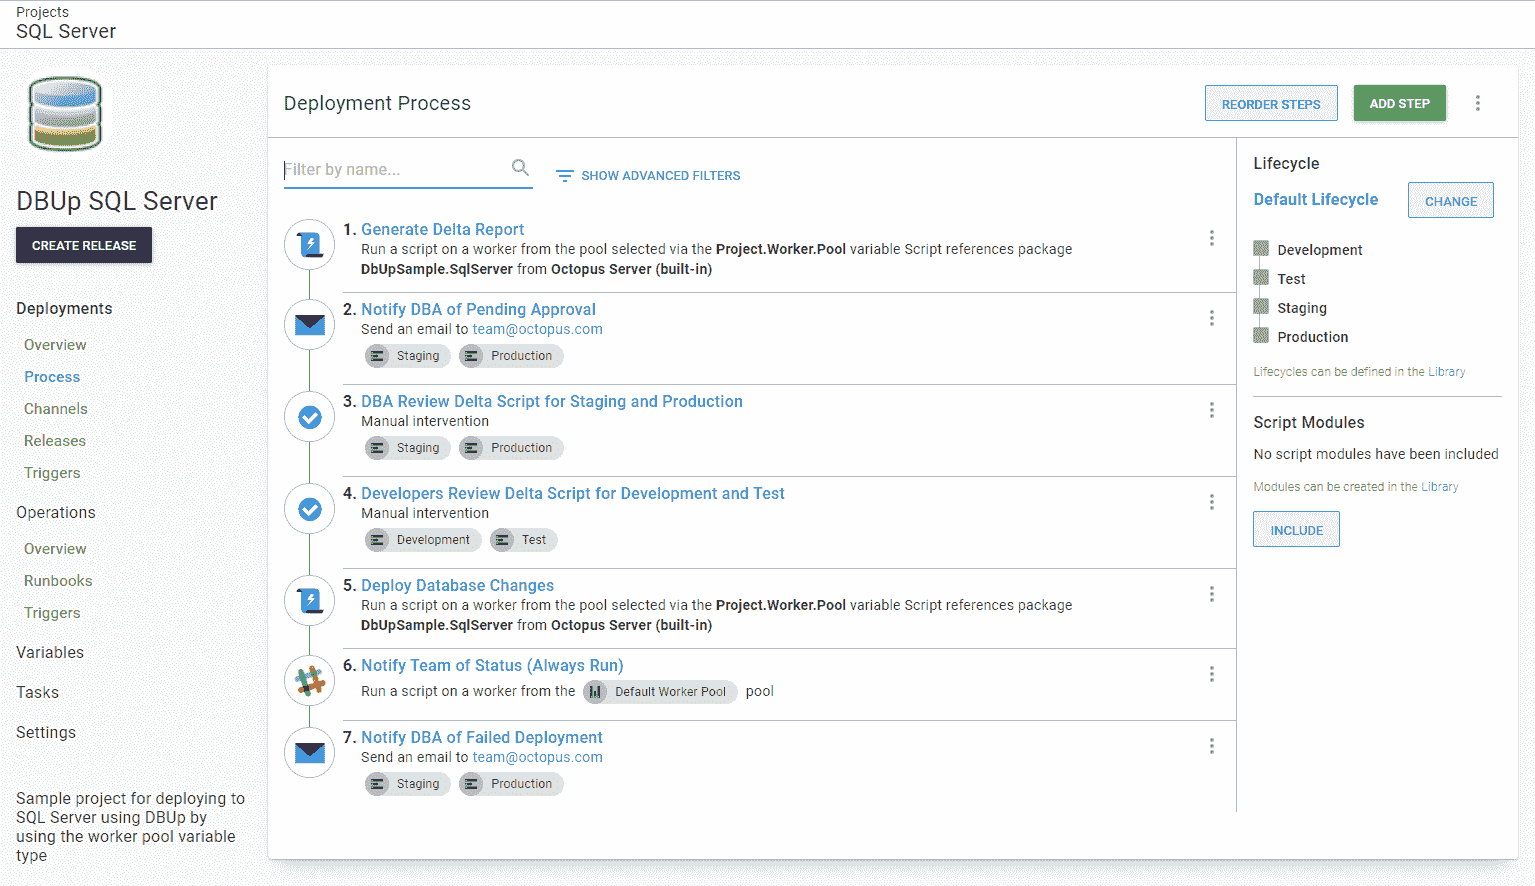 Projects
SQL Server
DBUp SQL Server
CREATE RELEASE
Deployments
Overview
Process
Channels
Releases
Triggers
Operations
Overview
Runbooks
Triggers
Variables
Tasks
Settings
Sample project for deploying to
SQL Server using DBUp by
using the worker pool variable
type
Deployment Process
REORDER STEPS
ADD STEP
Filter by name...
SHOW ADVANCED FILTERS
1. Generate Delta Report
Run a script on a worker from the pool selected via the Project.Worker.Pool variable Script references package
DbUpSample.SqlServer from Octopus Server (built-in)
2. Notify DBA of Pending Approval
Send an email to team@octopus.com
Staging Production
3. DBA Review Delta Script for Staging and Production
Manual intervention
Staging Production
4. Developers Review Delta Script for Development and Test
Manual intervention
Development Test
5. Deploy Database Changes
Run a script on a worker from the pool selected via the Project.Worker.Pool variable Script references package
DbUpSample.SqlServer from Octopus Server (built-in)
6. Notify Team of Status (Always Run)
Run a script on a worker from the Default Worker Pool pool
7. Notify DBA of Failed Deployment
Send an email to team@octopus.com
Staging Production
Lifecycle
Default Lifecycle
CHANGE
Development
Test
Staging
Production
Lifecycles can be defined in the Library
Script Modules
No script modules have been included
Modules can be created in the Library
INCLUDE